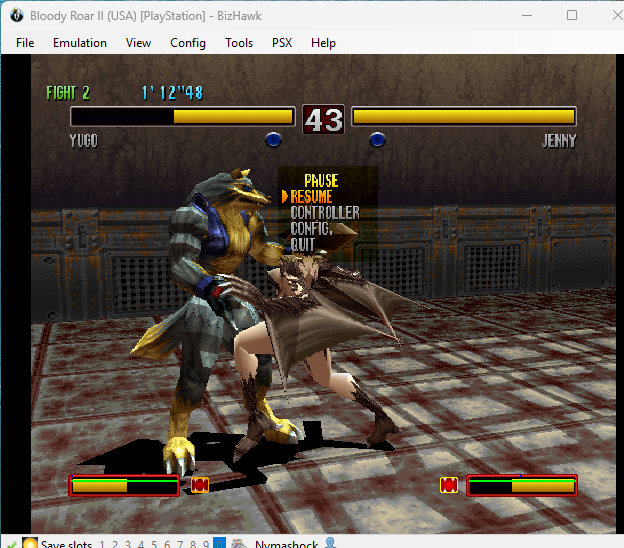 Bloody Roar II (USA) [PlayStation] - BizHawk
File Emulation View Config Tools PSX Help
FIGHT 2 1'12"48
43
YUGO JENNY
PAUSE
RESUME
CONTROLLER
CONFIG.
QUIT
Save slots 1 2 3 4 5 6 7 8 9 0 Nymashock